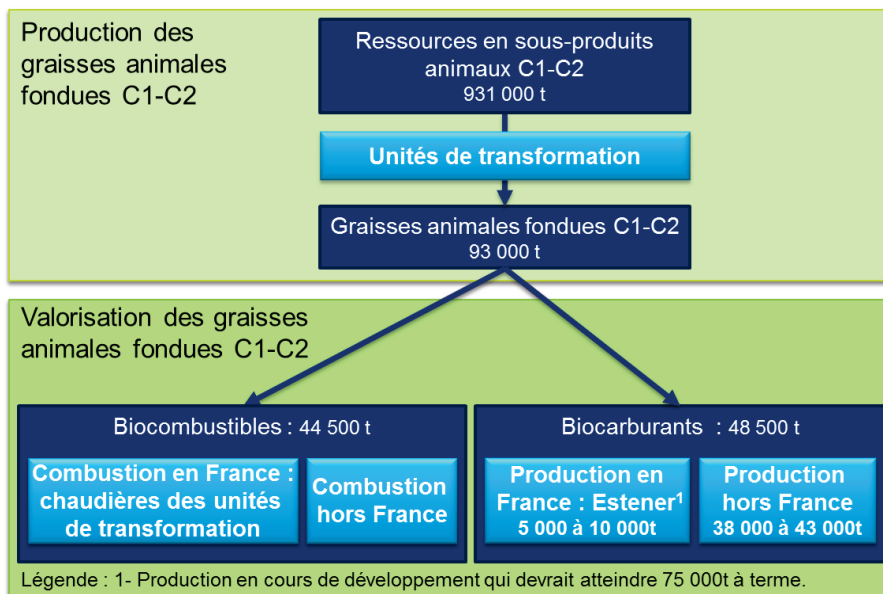 Production des
graisses animales
fondues C1-C2
Ressources en sous-produits
animaux C1-C2
931 000 t
Unités de transformation
Graisses animales fondues C1-C2
93 000 t
Valorisation des graisses
animales fondues C1-C2
Biocombustibles : 44 500 t
Combustion en France :
chaudières des unités
de transformation
Combustion
hors France
Biocarburants : 48 500 t
Production en
France : Estener¹
5 000 à 10 000t
Production
hors France
38 000 à 43 000t
Légende : 1- Production en cours de développement qui devrait atteindre 75 000t à terme.